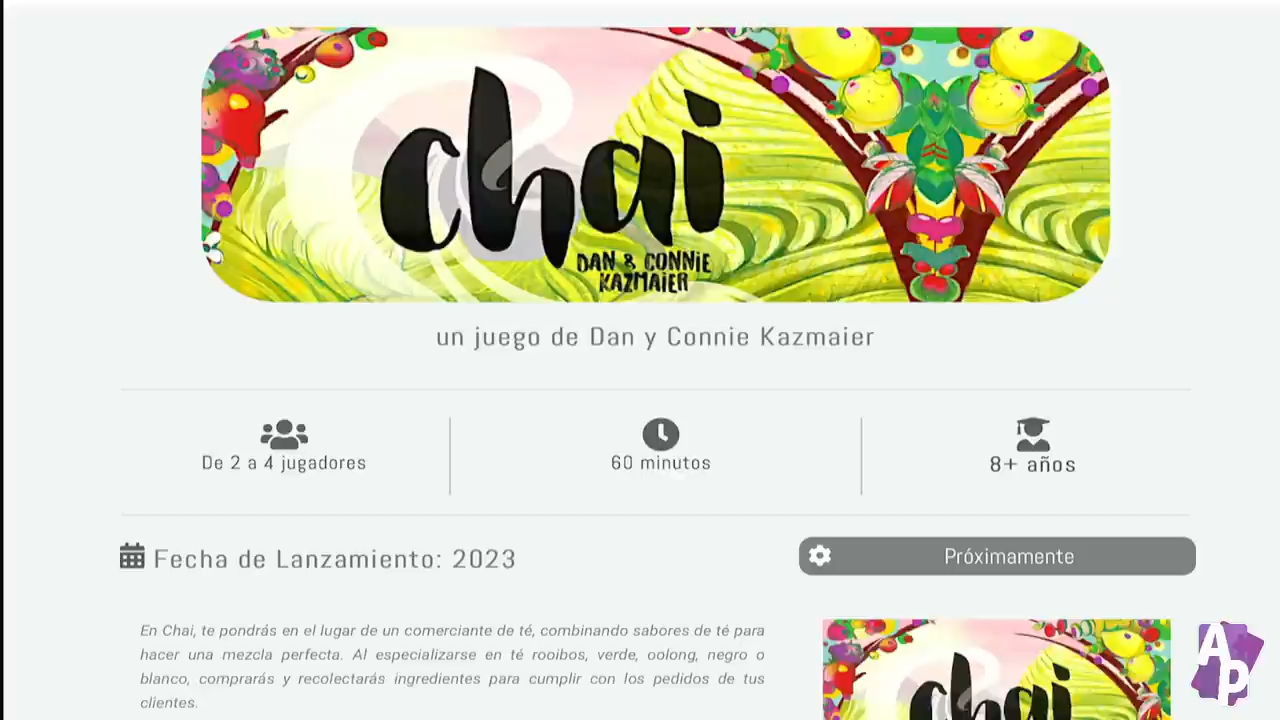 chai
DAN & CONNIE
KAZMAIER
un juego de Dan y Connie Kazmaier
De 2 a 4 jugadores
60 minutos
8+ años
Fecha de Lanzamiento: 2023
Próximamente
En Chai, te pondrás en el lugar de un comerciante de té, combinando sabores de té para
hacer una mezcla perfecta. Al especializarse en té rooibos, verde, oolong, negro o
blanco, comprarás y recolectarás ingredientes para cumplir con los pedidos de tus
clientes.
chai
AP